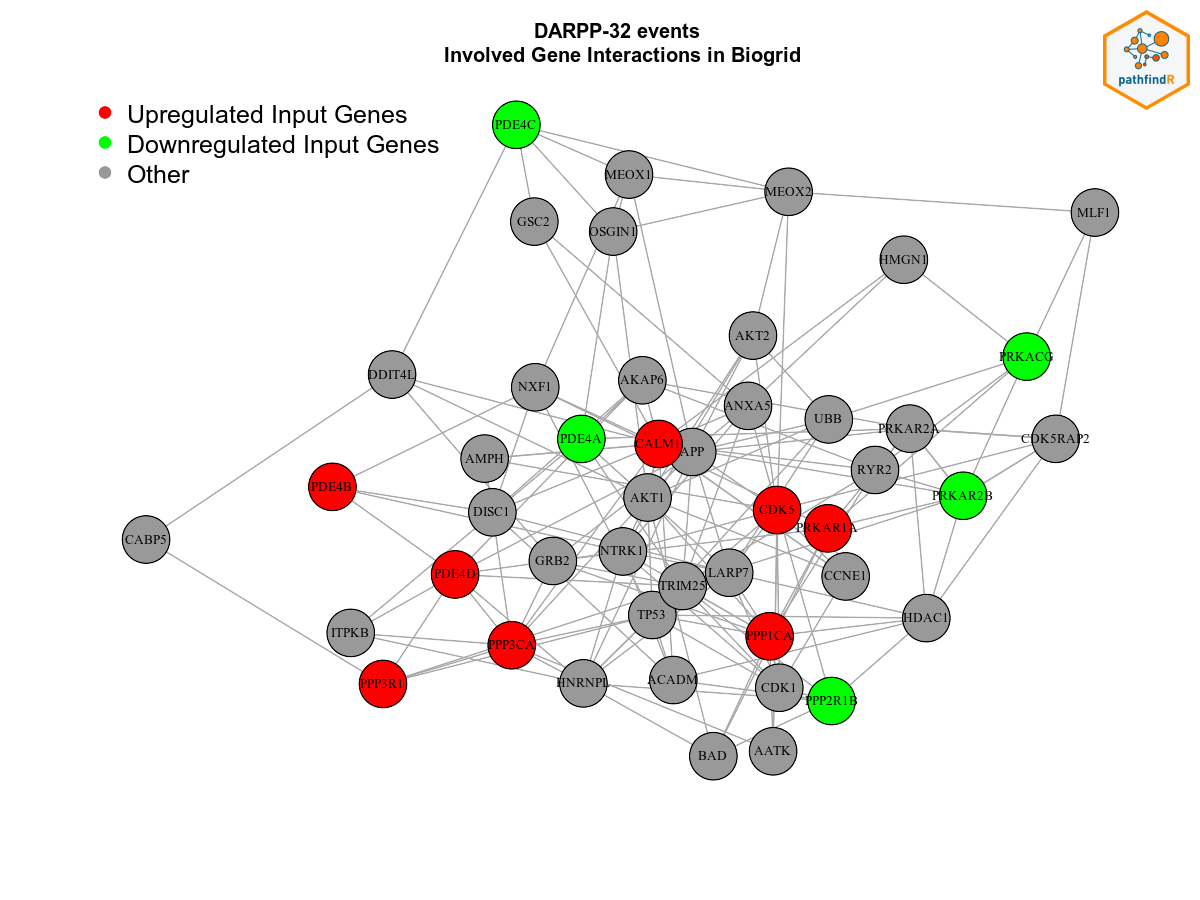 DARPP-32 events
Involved Gene Interactions in Biogrid
pathfindR
Upregulated Input Genes
Downregulated Input Genes
Other
PDE4C
MEOX1
MEOX2
MLF1
GSC2
OSGIN1
HMGN1
AKT2
PRKACG
DDIT4L
NXF1
AKAP6
ANXA5
UBB
PRKAR2A
CDK5RAP2
PDE4A
CALM1
APP
AMPH
RYR2
PDE4B
PRKAR2B
AKT1
DISC1
CDK5
PRKAR1A
CABP5
NTRK1
GRB2
PDE4D
LARP7
CCNE1
TRIM25
TP53
HDAC1
ITPKB
PPP3CA
PPP1CA
PPP3R1
HNRNPL
ACADM
CDK1
PPP2R1B
BAD
AATK